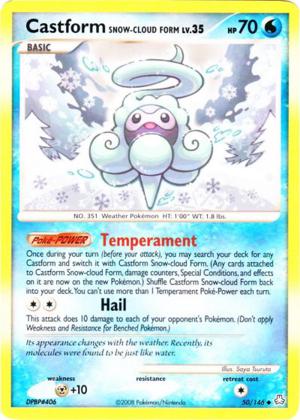 Castform SNOW-CLOUD FORM LV.35 HP 70
BASIC
NO. 351 Weather Pokémon HT: 1'00" WT: 1.8 lbs.
Poké-POWER Temperament
Once during your turn (before your attack), you may search your deck for any
Castform and switch it with Castform Snow-cloud Form. (Any cards attached
to Castform Snow-cloud Form, damage counters, Special Conditions, and effects
on it are now on the new Pokémon.) Shuffle Castform Snow-cloud Form back
into your deck. You can't use more than 1 Temperament Poké-Power each turn.
Hail
This attack does 10 damage to each of your opponent's Pokémon. (Don't apply
Weakness and Resistance for Benched Pokémon.)
Its appearance changes with the weather. Recently, its
molecules were found to be just like water.
Illus. Saya Tsuruta
weakness resistance retreat cost
+10
DPBP#406 ©2008 Pokémon/Nintendo 50/146